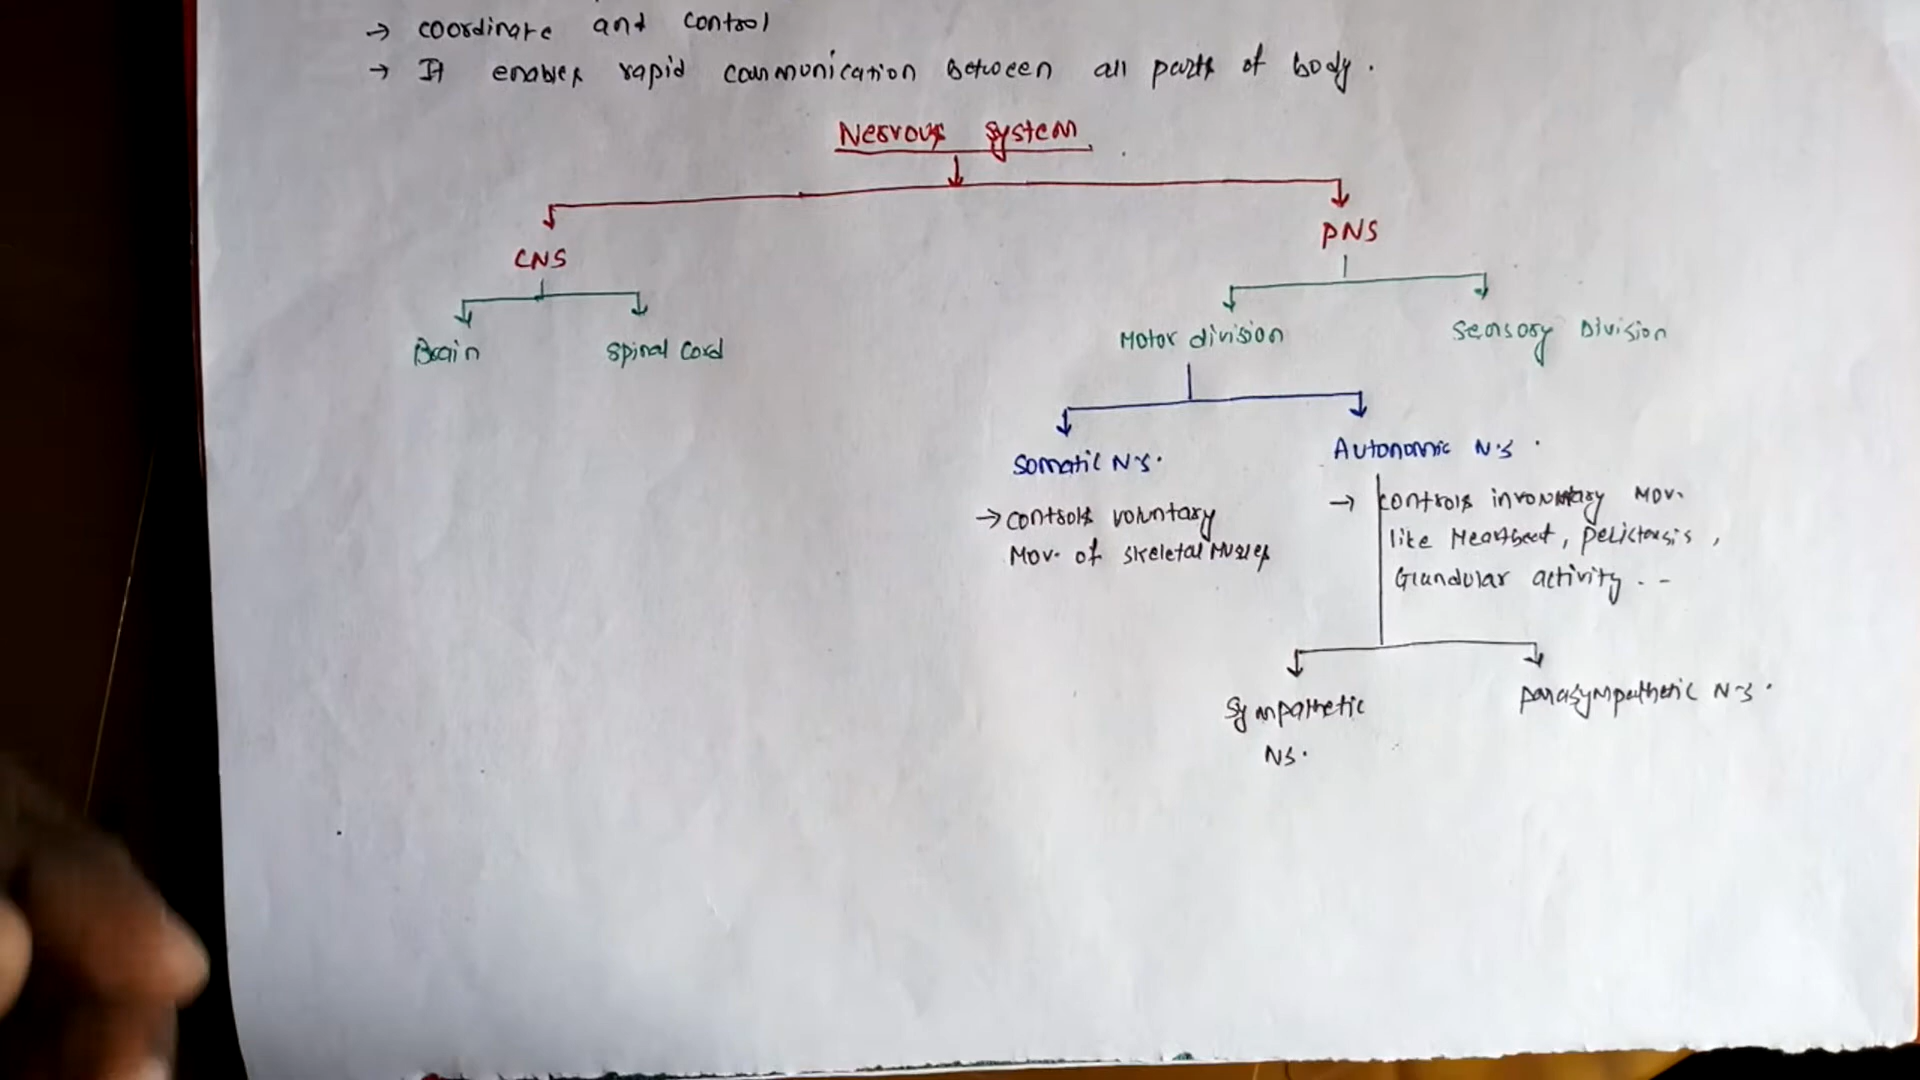 → coordinate and control
→ It enables rapid communication Between all parts of body.
Nervous system
CNS
PNS
Brain
spinal cord
Motor division
Sensory Division
Somatic N.S.
Autonomic N.S.
→ controls voluntary
Mov. of skeletal Muscles
→ controls involuntary Mov.
like Heartbeat, pelistarsis,
Glandular activity . . -
Sympathetic
NS.
parasympathetic N.S.